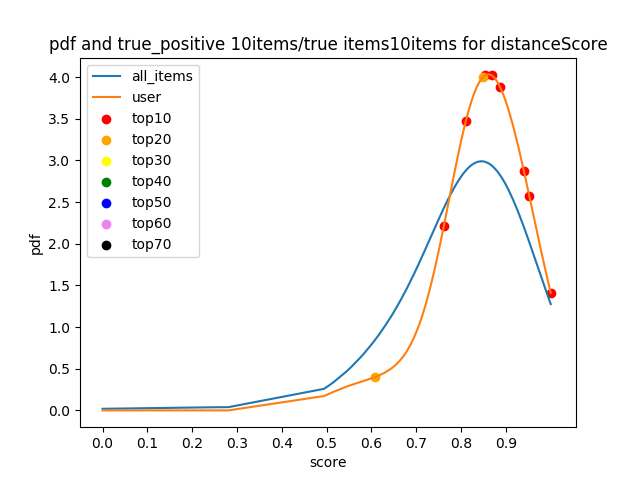 pdf and true_positive 10items/true items10items for distanceScore
all_items
user
top10
top20
top30
top40
top50
top60
top70
4.0
3.5
3.0
2.5
2.0
1.5
1.0
0.5
0.0
pdf
0.0 0.1 0.2 0.3 0.4 0.5 0.6 0.7 0.8 0.9
score